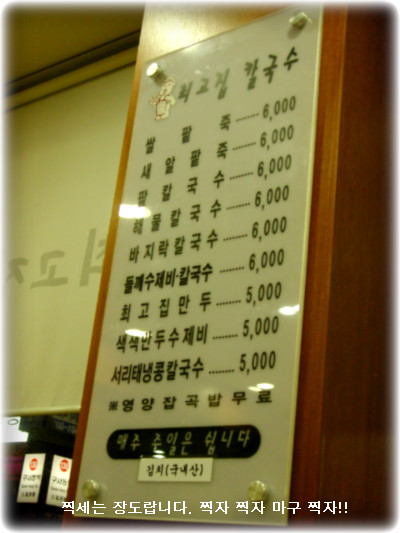 최고집 칼국수
쌀 팥 죽 ------- 6,000
새 알 팥 죽 ------- 6,000
팥 칼 국 수 ------- 6,000
해물칼국수 ------- 6,000
바지락칼국수 ------- 6,000
들깨수제비·칼국수 ------- 6,000
최 고 집 만 두 ------- 5,000
색색만두수제비 ------- 5,000
서리태냉콩칼국수 ------- 5,000
※영양잡곡밥무료
매주 주일은 쉽니다
김치(국내산)
최고집
찍세는 장도랍니다. 찍자 찍자 마구 찍자!!